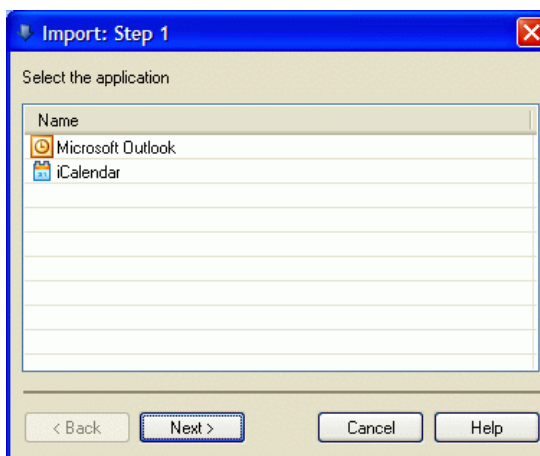 Import: Step 1
Select the application
Name
Microsoft Outlook
iCalendar
< Back Next > Cancel Help